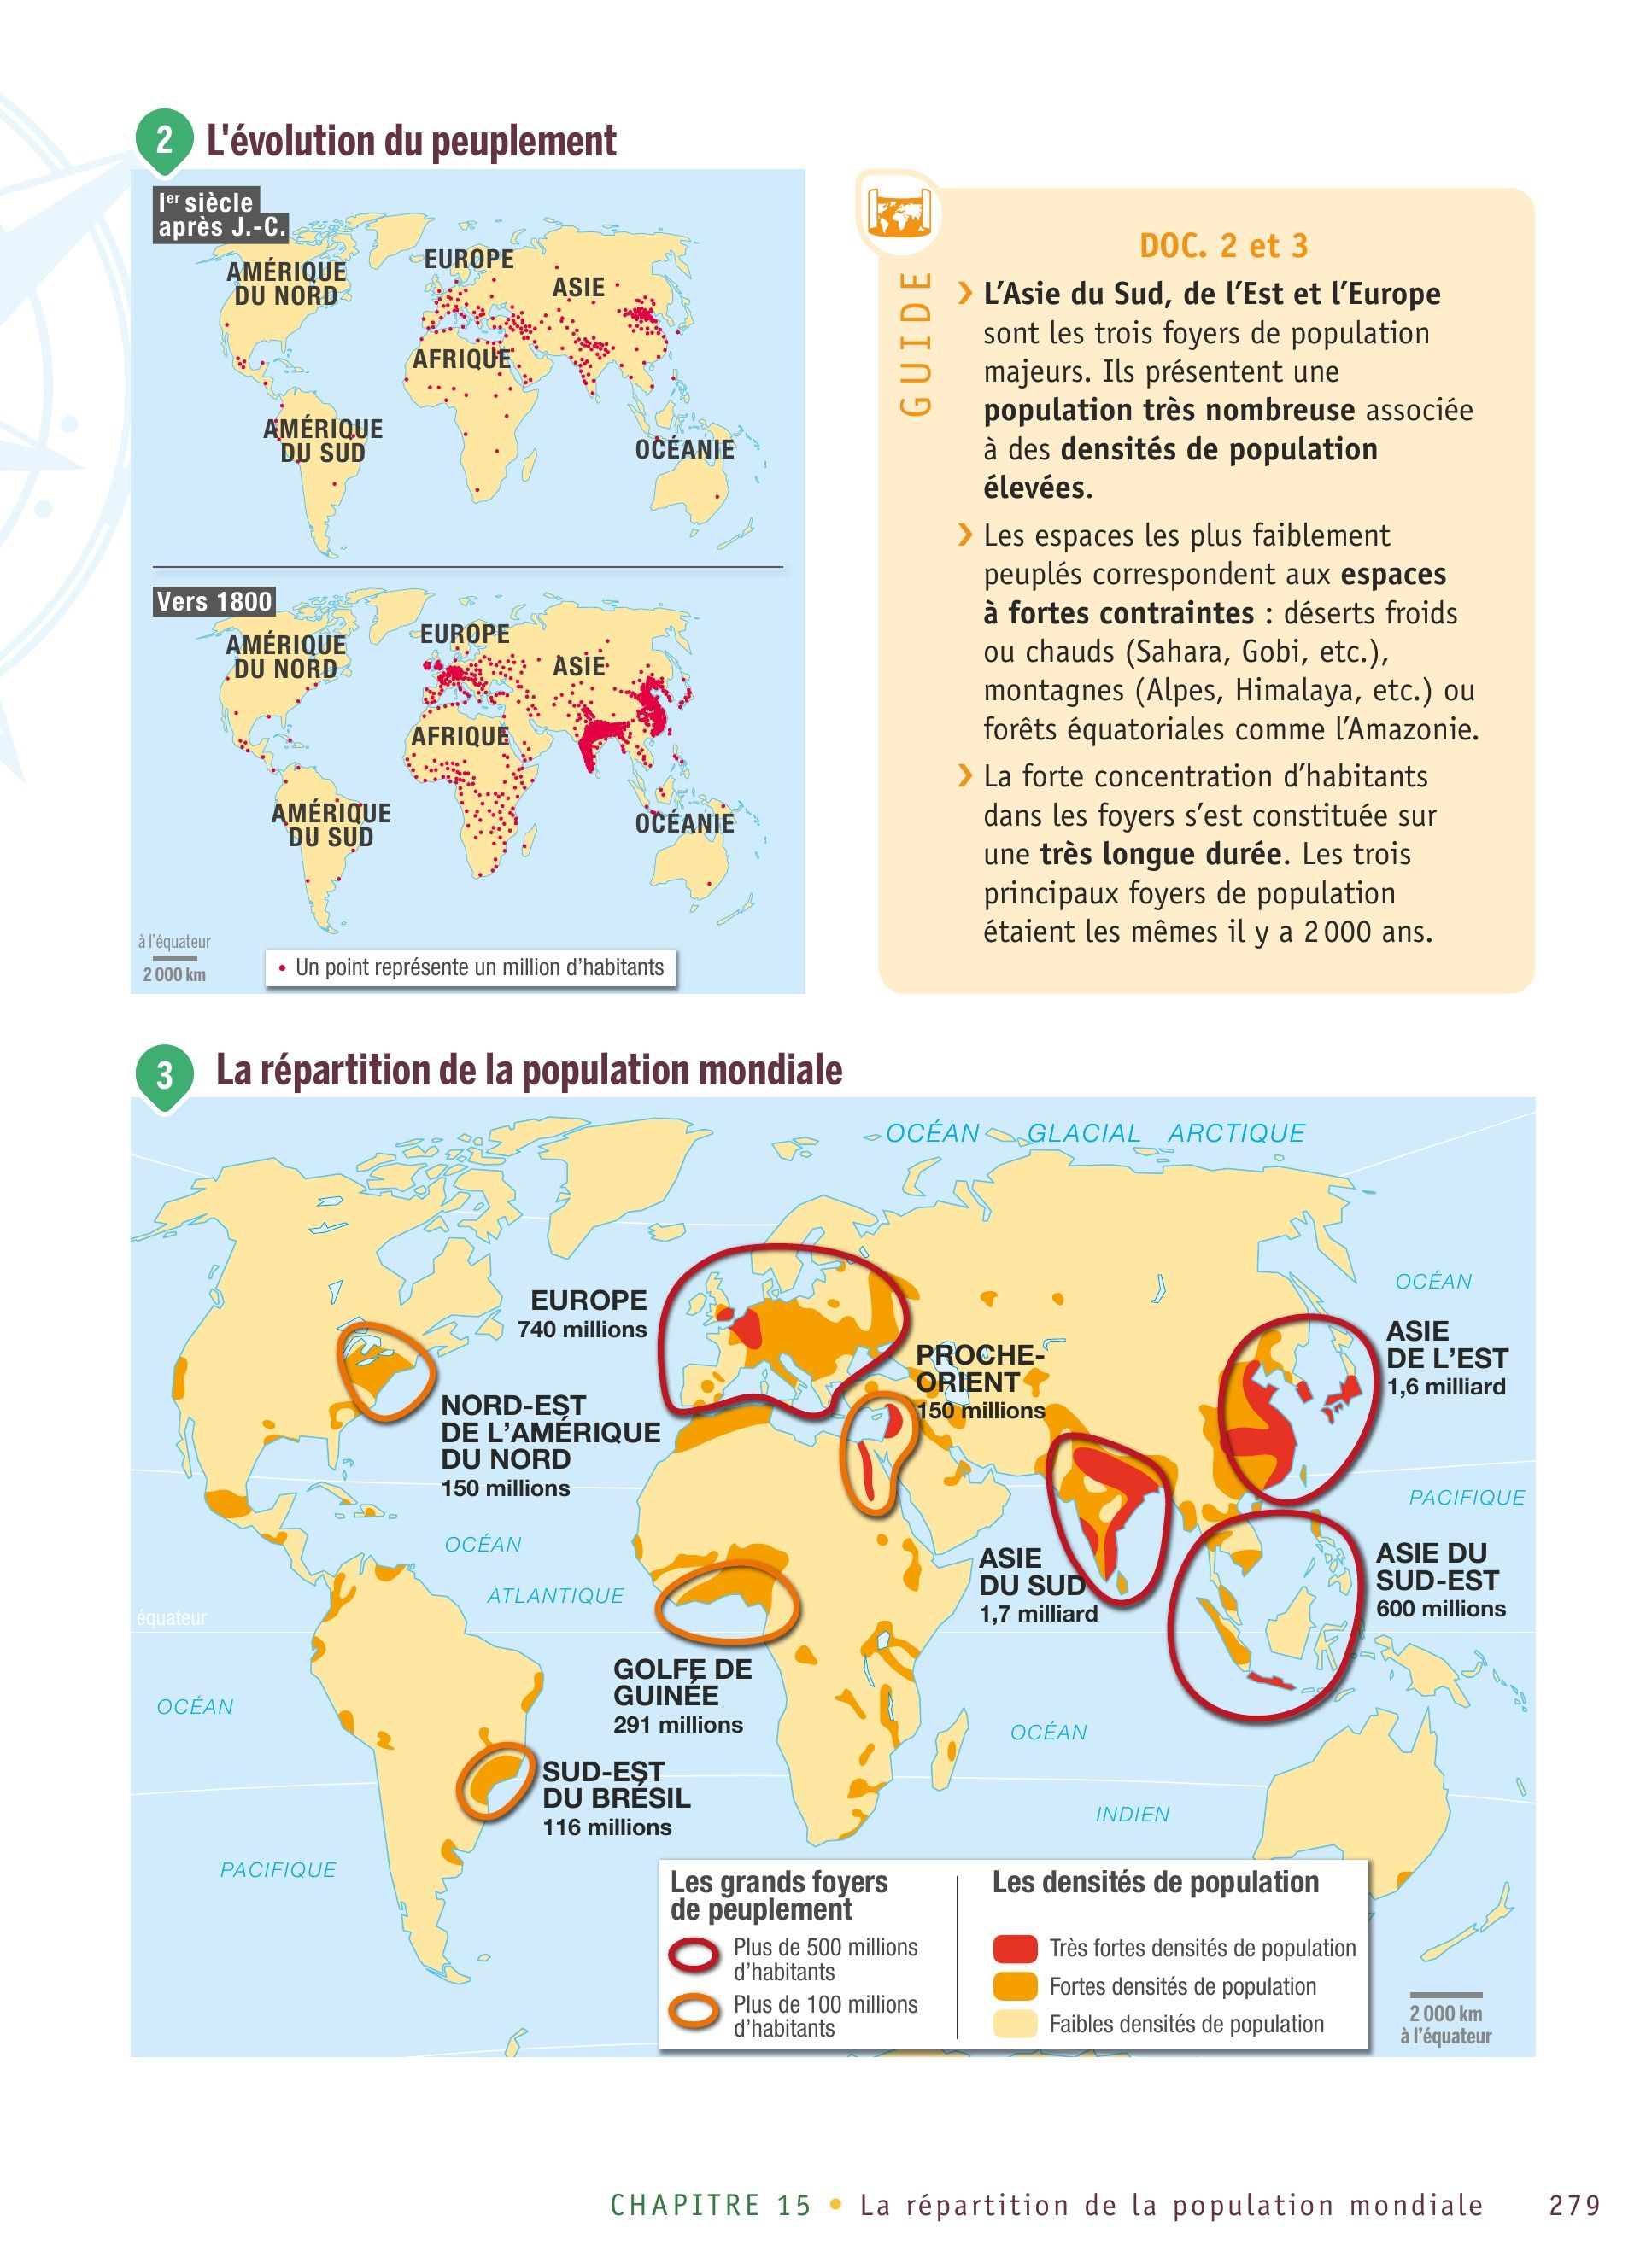 2 L'évolution du peuplement
Ier siècle
après J.-C.
AMÉRIQUE
DU NORD
EUROPE
ASIE
AFRIQUE
AMÉRIQUE
DU SUD
OCÉANIE
Vers 1800
AMÉRIQUE
DU NORD
EUROPE
ASIE
AFRIQUE
AMÉRIQUE
DU SUD
OCÉANIE
à l'équateur
2 000 km
• Un point représente un million d'habitants
GUIDE
DOC. 2 et 3
› L'Asie du Sud, de l'Est et l'Europe
sont les trois foyers de population
majeurs. Ils présentent une
population très nombreuse associée
à des densités de population
élevées.
› Les espaces les plus faiblement
peuplés correspondent aux espaces
à fortes contraintes : déserts froids
ou chauds (Sahara, Gobi, etc.),
montagnes (Alpes, Himalaya, etc.) ou
forêts équatoriales comme l'Amazonie.
› La forte concentration d'habitants
dans les foyers s'est constituée sur
une très longue durée. Les trois
principaux foyers de population
étaient les mêmes il y a 2 000 ans.
3 La répartition de la population mondiale
OCÉAN GLACIAL ARCTIQUE
EUROPE
740 millions
OCÉAN
PACIFIQUE
ASIE
DE L'EST
1,6 milliard
PROCHE-
ORIENT
150 millions
NORD-EST
DE L'AMÉRIQUE
DU NORD
150 millions
OCÉAN
ATLANTIQUE
ASIE
DU SUD
1,7 milliard
ASIE DU
SUD-EST
600 millions
équateur
GOLFE DE
GUINÉE
291 millions
OCÉAN
PACIFIQUE
SUD-EST
DU BRÉSIL
116 millions
OCÉAN
INDIEN
Les grands foyers
de peuplement
Plus de 500 millions
d'habitants
Plus de 100 millions
d'habitants
Les densités de population
Très fortes densités de population
Fortes densités de population
Faibles densités de population
2 000 km
à l'équateur
CHAPITRE 15 • La répartition de la population mondiale 279